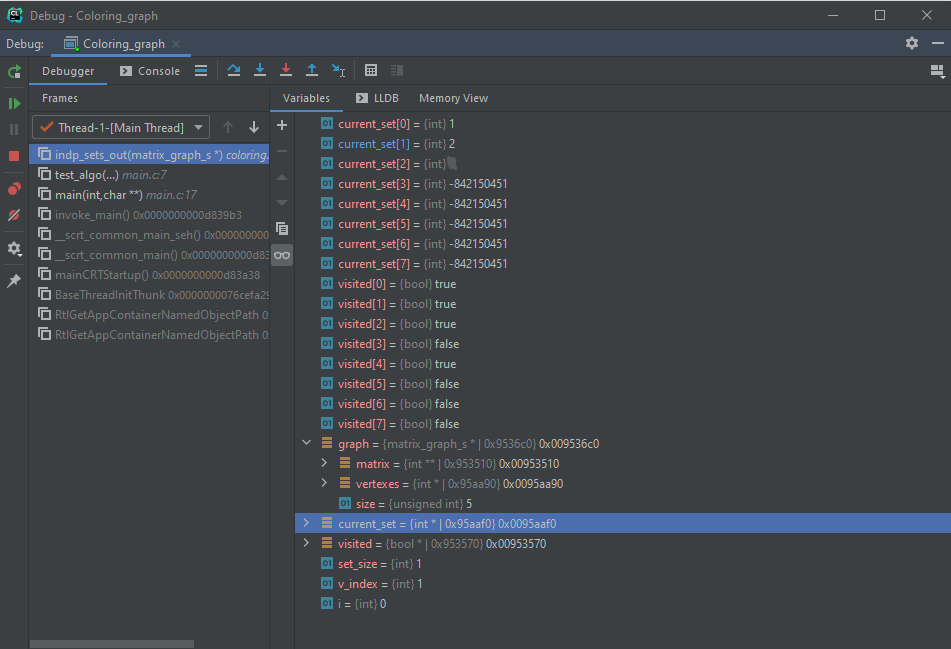 Debug - Coloring_graph
Debug: Coloring_graph
Debugger Console
Frames
Thread-1-[Main Thread]
indp_sets_out(matrix_graph_s *) coloring.
test_algo(...) main.c:7
main(int,char **) main.c:17
invoke_main() 0x0000000000d839b3
__scrt_common_main_seh() 0x000000000
__scrt_common_main() 0x0000000000d83
mainCRTStartup() 0x0000000000d83a38
BaseThreadInitThunk 0x0000000076cefa29
RtlGetAppContainerNamedObjectPath 0
RtlGetAppContainerNamedObjectPath 0
Variables LLDB Memory View
current_set[0] = {int} 1
current_set[1] = {int} 2
current_set[2] = {int}
current_set[3] = {int} -842150451
current_set[4] = {int} -842150451
current_set[5] = {int} -842150451
current_set[6] = {int} -842150451
current_set[7] = {int} -842150451
visited[0] = {bool} true
visited[1] = {bool} true
visited[2] = {bool} true
visited[3] = {bool} false
visited[4] = {bool} true
visited[5] = {bool} false
visited[6] = {bool} false
visited[7] = {bool} false
graph = {matrix_graph_s * | 0x9536c0} 0x009536c0
matrix = {int ** | 0x953510} 0x00953510
vertexes = {int * | 0x95aa90} 0x0095aa90
size = {unsigned int} 5
current_set = {int * | 0x95aaf0} 0x0095aaf0
visited = {bool * | 0x953570} 0x00953570
set_size = {int} 1
v_index = {int} 1
i = {int} 0